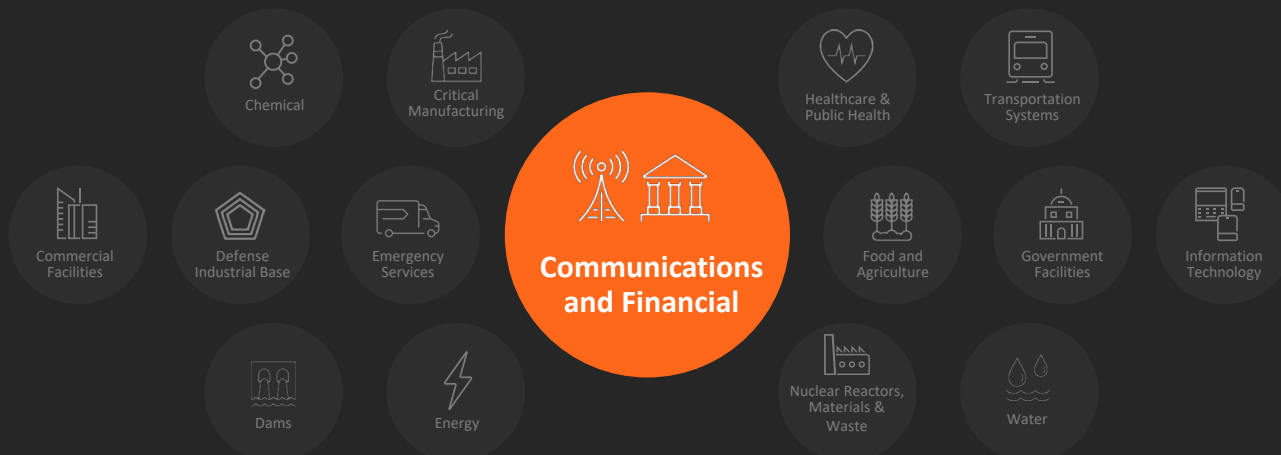 Chemical
Critical
Manufacturing
Healthcare &
Public Health
Transportation
Systems
Commercial
Facilities
Defense
Industrial Base
Emergency
Services
Communications
and Financial
Food and
Agriculture
Government
Facilities
Information
Technology
Dams
Energy
Nuclear Reactors,
Materials &
Waste
Water